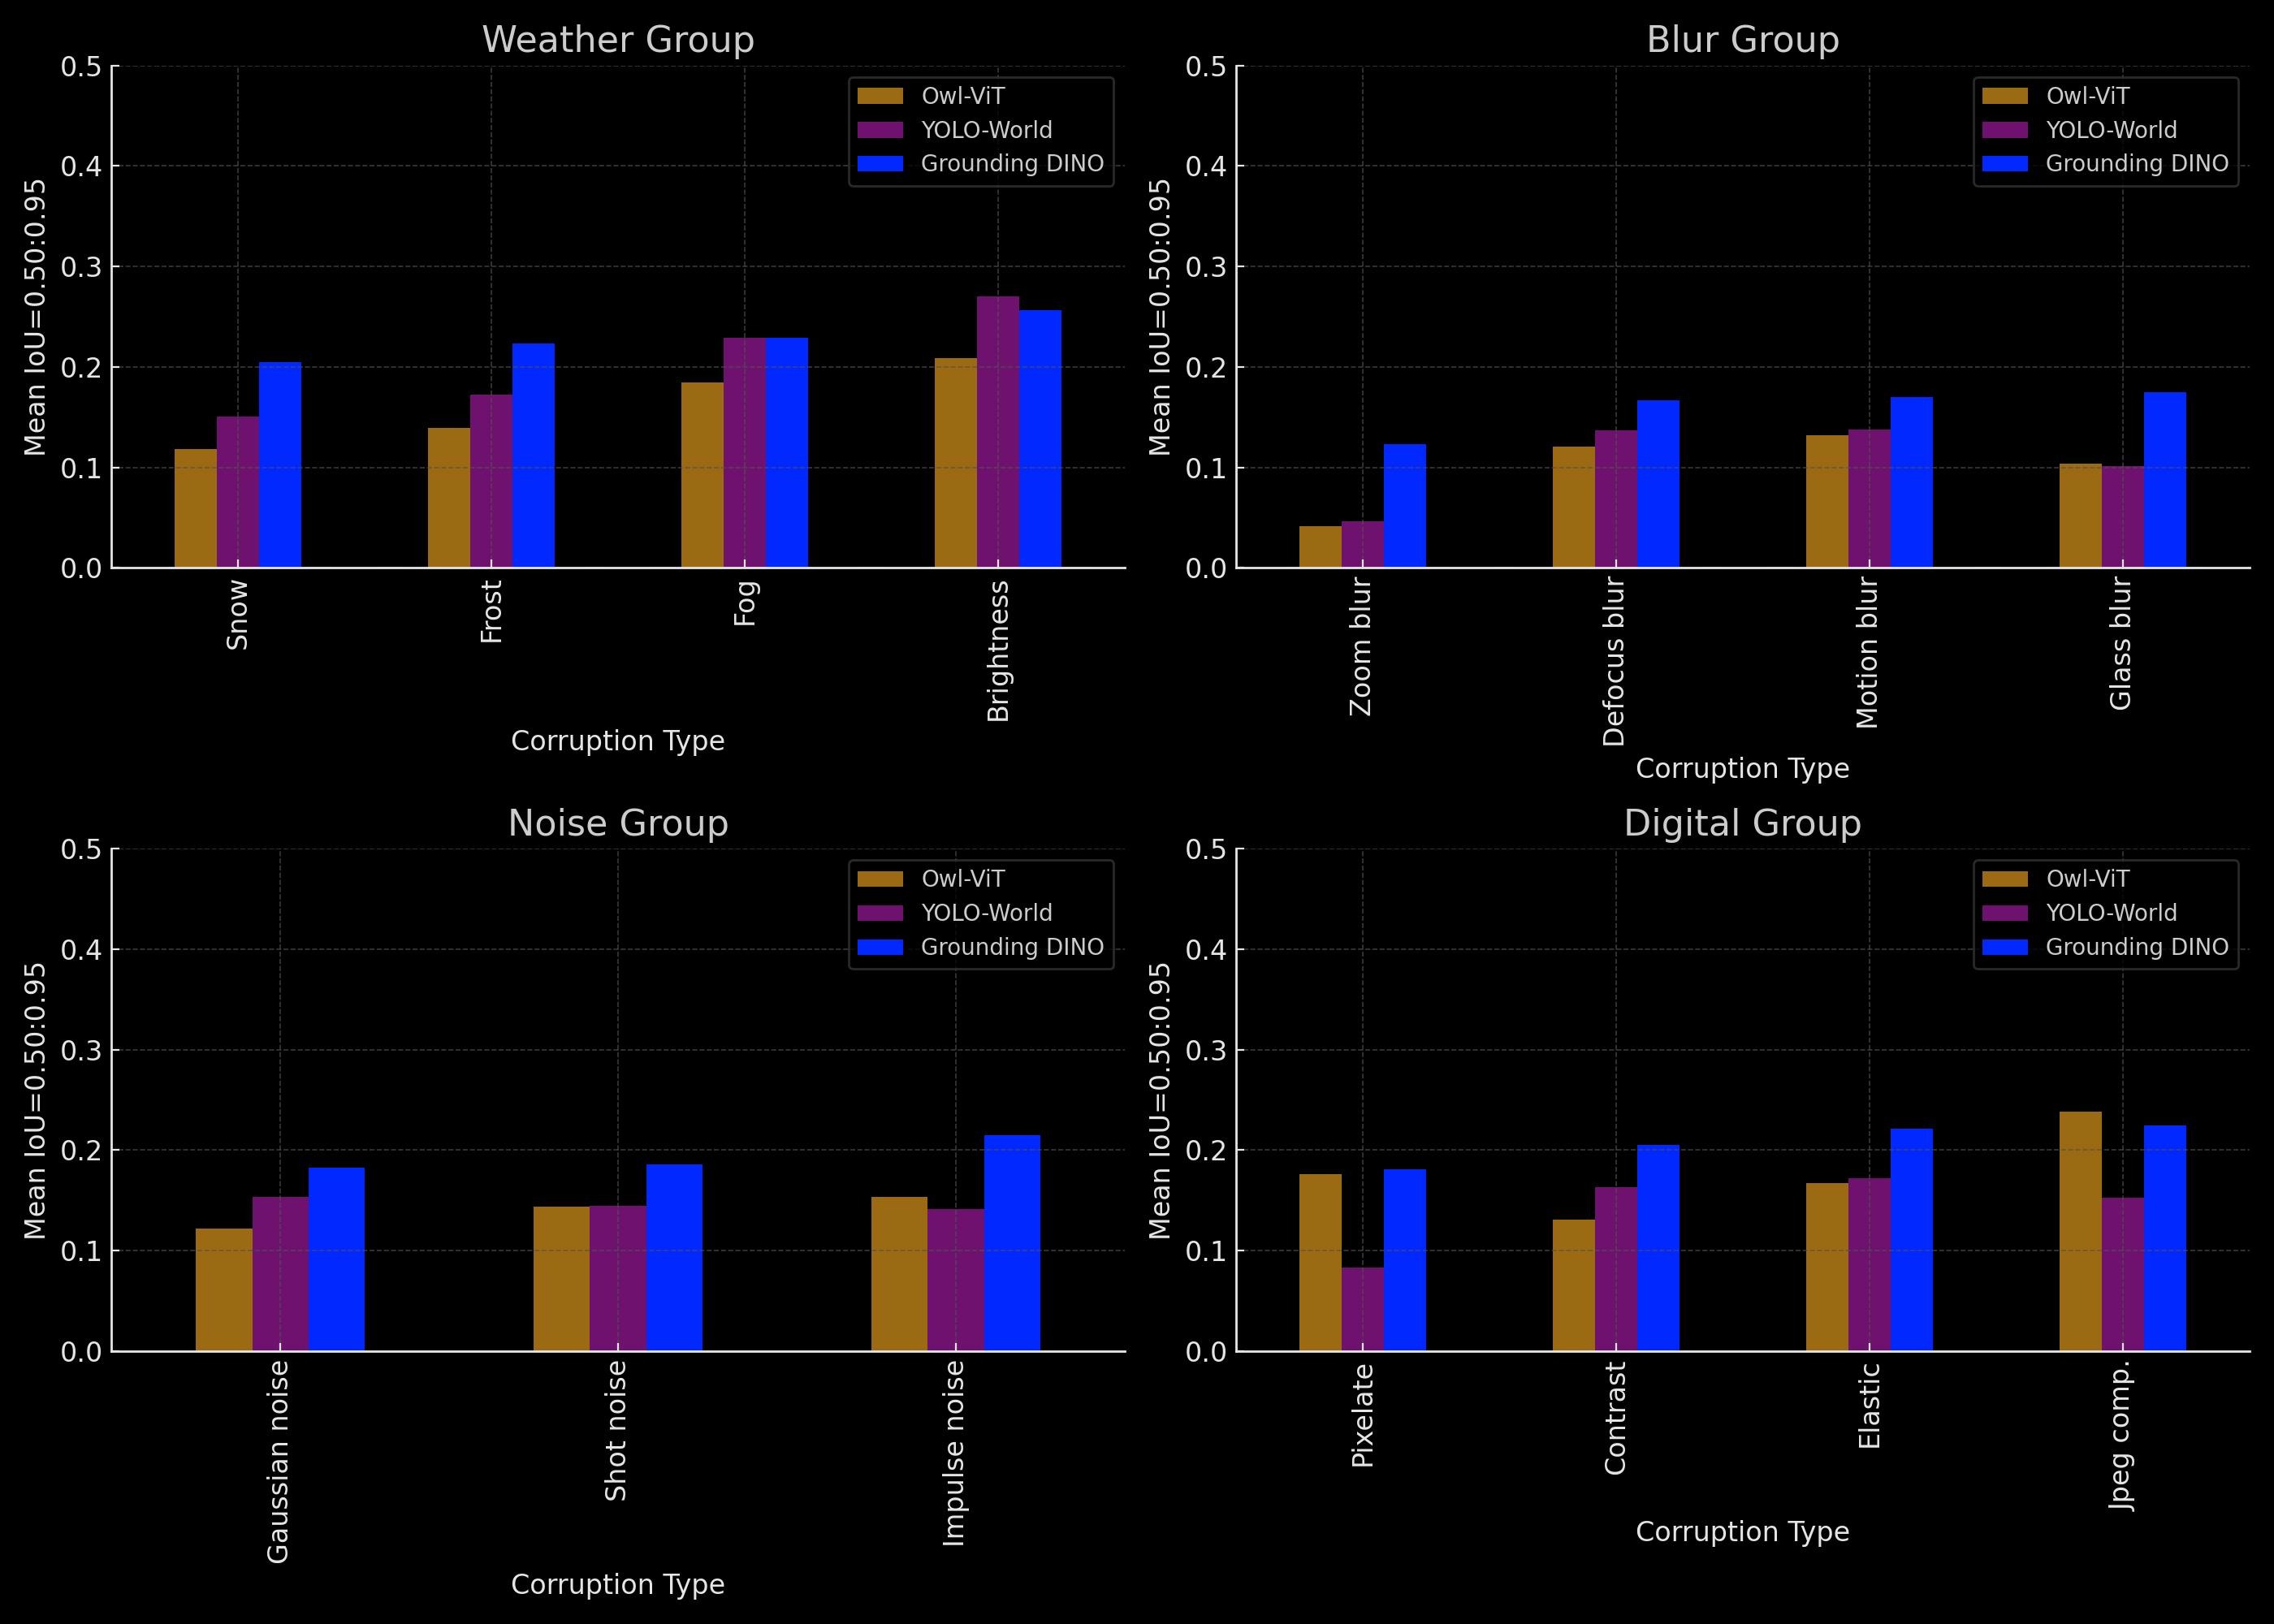 Weather Group
0.5
0.4
0.3
0.2
0.1
0.0
Mean IoU=0.50:0.95
Owl-ViT
YOLO-World
Grounding DINO
Snow
Frost
Fog
Brightness
Corruption Type
Blur Group
0.5
0.4
0.3
0.2
0.1
0.0
Mean IoU=0.50:0.95
Owl-ViT
YOLO-World
Grounding DINO
Zoom blur
Defocus blur
Motion blur
Glass blur
Corruption Type
Noise Group
0.5
0.4
0.3
0.2
0.1
0.0
Mean IoU=0.50:0.95
Owl-ViT
YOLO-World
Grounding DINO
Gaussian noise
Shot noise
Impulse noise
Corruption Type
Digital Group
0.5
0.4
0.3
0.2
0.1
0.0
Mean IoU=0.50:0.95
Owl-ViT
YOLO-World
Grounding DINO
Pixelate
Contrast
Elastic
Jpeg comp.
Corruption Type